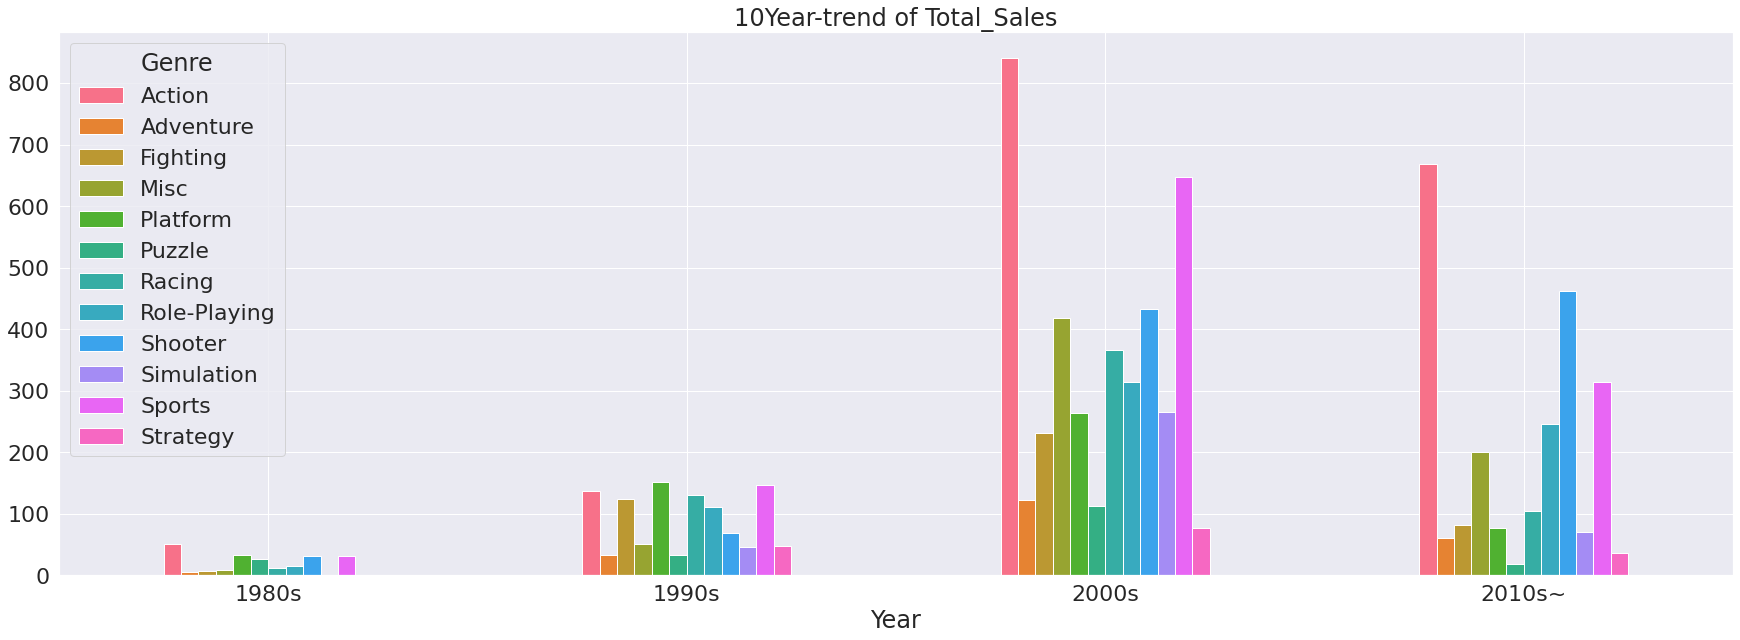 10Year-trend of Total_Sales
Genre
Action
Adventure
Fighting
Misc
Platform
Puzzle
Racing
Role-Playing
Shooter
Simulation
Sports
Strategy
800
700
600
500
400
300
200
100
0
1980s
1990s
2000s
2010s~
Year